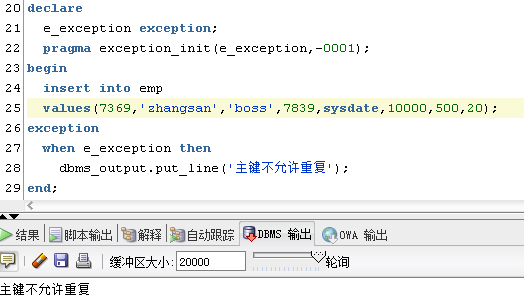 20 declare
21 e_exception exception;
22 pragma exception_init(e_exception,-0001);
23 begin
24 insert into emp
25 values(7369,'zhangsan','boss',7839,sysdate,10000,500,20);
26 exception
27 when e_exception then
28 dbms_output.put_line('主键不允许重复');
29 end;
结果 脚本输出 解释 自动跟踪 DBMS 输出 OWA 输出
缓冲区大小: 20000 轮询
主键不允许重复